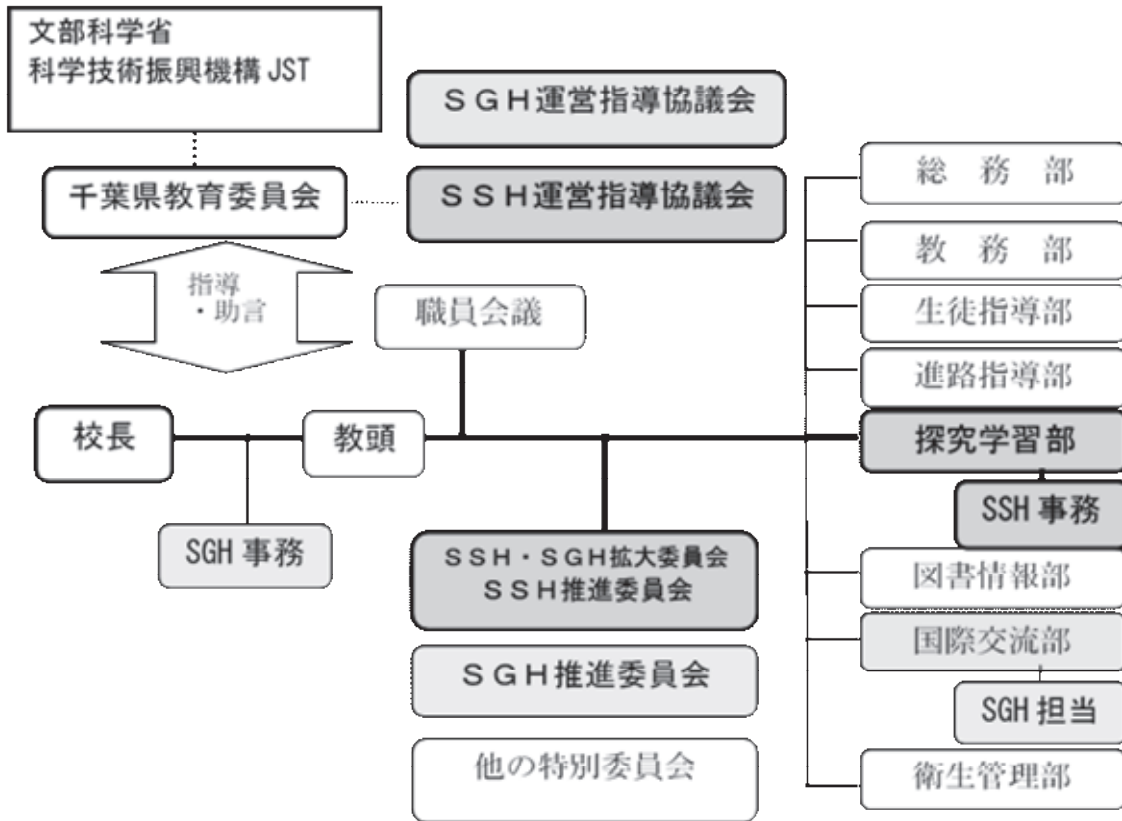 文部科学省
科学技術振興機構 JST
SGH運営指導協議会
千葉県教育委員会
SSH運営指導協議会
指導
・助言
職員会議
校長
教頭
SGH 事務
SSH・SGH拡大委員会
SSH推進委員会
SGH推進委員会
他の特別委員会
総 務 部
教 務 部
生徒指導部
進路指導部
探究学習部
SSH 事務
図書情報部
国際交流部
SGH 担当
衛生管理部